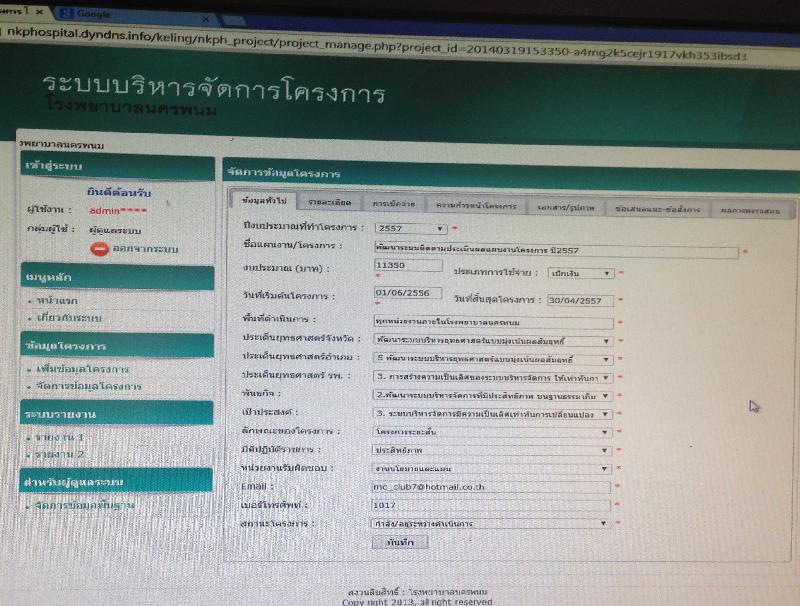 Google
nkphospital.dyndns.info/keling/nkph_project/project_manage.php?project_id=20140319153350-a4mg2k5cejr1917vkh353ibsd3
ระบบบริหารจัดการโครงการ
โรงพยาบาลนครพนม
รพยาบาลนครพนม
เข้าสู่ระบบ
ยินดีต้อนรับ
ผู้ใช้งาน : admin****
กลุ่มผู้ใช้ : ผู้ดูแลระบบ
ออกจากระบบ
เมนูหลัก
หน้าแรก
เกี่ยวกับระบบ
ข้อมูลโครงการ
เพิ่มข้อมูลโครงการ
จัดการข้อมูลโครงการ
ระบบรายงาน
รายงาน 1
รายงาน 2
สำหรับผู้ดูแลระบบ
จัดการข้อมูลพื้นฐาน
จัดการข้อมูลโครงการ
ข้อมูลทั่วไป รายละเอียด การเบิกจ่าย ความก้าวหน้าโครงการ เอกสาร/รูปภาพ ข้อเสนอแนะ-ข้อสั่งการ ผลการตรวจสอบ
ปีงบประมาณที่ทำโครงการ : 2557 *
ชื่อแผนงาน/โครงการ : พัฒนาระบบติดตามประเมินผลแผนงานโครงการ ปี2557 *
งบประมาณ (บาท) : 11350 * ประเภทการใช้จ่าย : เบิกเงิน *
วันที่เริ่มต้นโครงการ : 01/06/2556 * วันที่สิ้นสุดโครงการ : 30/04/2557 *
พื้นที่ดำเนินการ : ทุกหน่วยงานภายในโรงพยาบาลนครพนม *
ประเด็นยุทธศาสตร์จังหวัด : พัฒนาระบบบริหารยุทธศาสตร์แบบมุ่งเน้นผลสัมฤทธิ์ *
ประเด็นยุทธศาสตร์อำเภอ : 5 พัฒนาระบบบริหารยุทธศาสตร์แบบมุ่งเน้นผลสัมฤทธิ์ *
ประเด็นยุทธศาสตร์ รพ. : 3. การสร้างความเป็นเลิศของระบบบริหารจัดการ ให้เท่าทันกา *
พันธกิจ : 2.พัฒนาระบบบริหารจัดการที่มีประสิทธิภาพ บนฐานธรรมาภิบ *
เป้าประสงค์ : 3. ระบบบริหารจัดการมีความเป็นเลิศเท่าทันการเปลี่ยนแปลง *
ลักษณะของโครงการ : โครงการระยะสั้น *
มิติปฏิบัติราชการ : ประสิทธิภาพ *
หน่วยงานรับผิดชอบ : งานนโยบายและแผน *
Email : mc_club7@hotmail.co.th *
เบอร์โทรศัพท์ : 1017 *
สถานะโครงการ : กำลัง/อยู่ระหว่างดำเนินการ *
บันทึก
สงวนลิขสิทธิ์ : โรงพยาบาลนครพนม
Copy right 2013, all right reserved